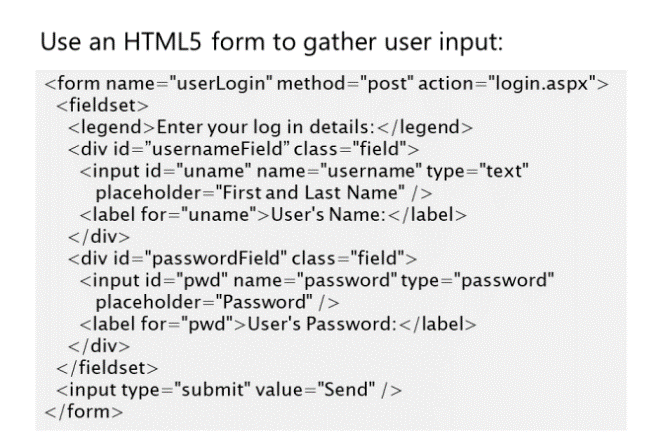 Use an HTML5 form to gather user input:
<form name="userLogin" method="post" action="login.aspx">
<fieldset>
<legend>Enter your log in details:</legend>
<div id=”usernameField” class="field">
<input id="uname" name="username" type="text"
placeholder="First and Last Name" />
<label for="uname">User's Name:</label>
</div>
<div id="passwordField" class="field">
<input id="pwd" name="password" type="password"
placeholder="Password" />
<label for="pwd">User's Password:</label>
</div>
</fieldset>
<input type="submit" value="Send" />
</form>